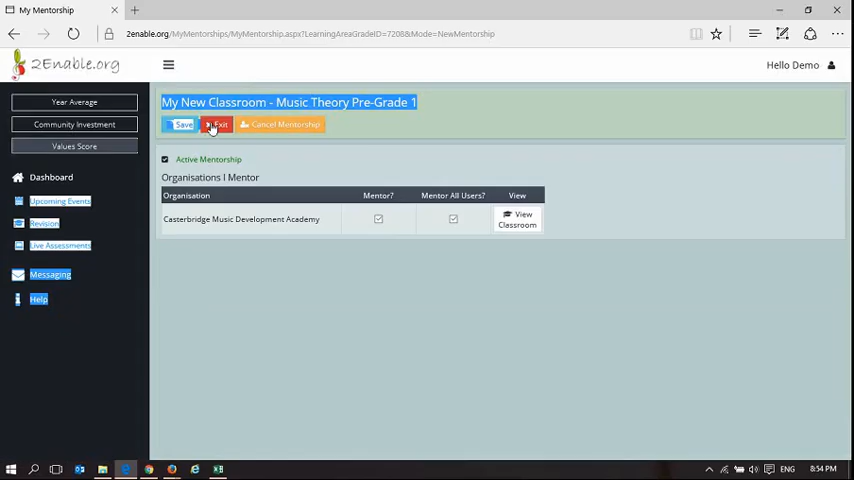 My Mentorship
2enable.org/MyMentorships/MyMentorship.aspx?LearningAreaGradeID=7208&Mode=NewMentorship
2Enable.org
Hello Demo
Year Average
Community Investment
Values Score
Dashboard
Upcoming Events
Revision
Live Assessments
Messaging
Help
My New Classroom - Music Theory Pre-Grade 1
Save Exit Cancel Mentorship
Active Mentorship
Organisations I Mentor
Organisation Mentor? Mentor All Users? View
Casterbridge Music Development Academy View
Classroom
ENG 8:54 PM